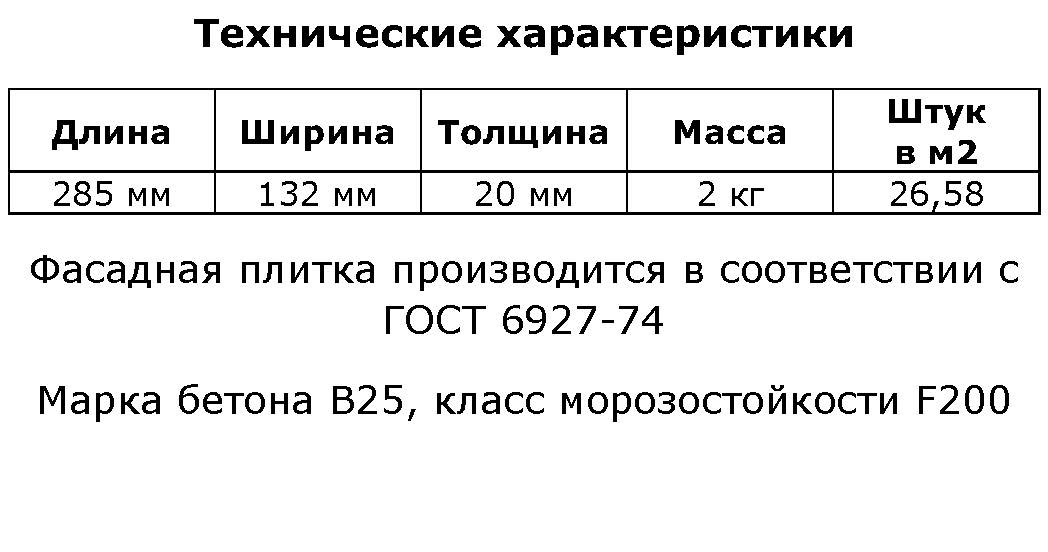 Технические характеристики
Длина Ширина Толщина Масса Штук в м2
285 мм 132 мм 20 мм 2 кг 26,58
Фасадная плитка производится в соответствии с
ГОСТ 6927-74
Марка бетона В25, класс морозостойкости F200